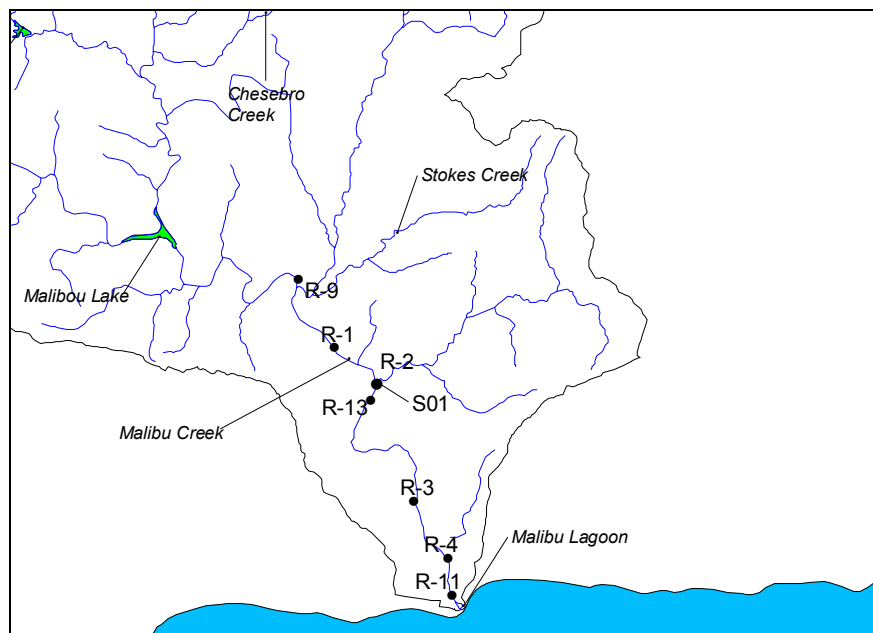 Chesebro
Creek
Stokes Creek
Malibou Lake
R-9
R-1
R-2
R-13
S01
Malibu Creek
R-3
R-4
Malibu Lagoon
R-11